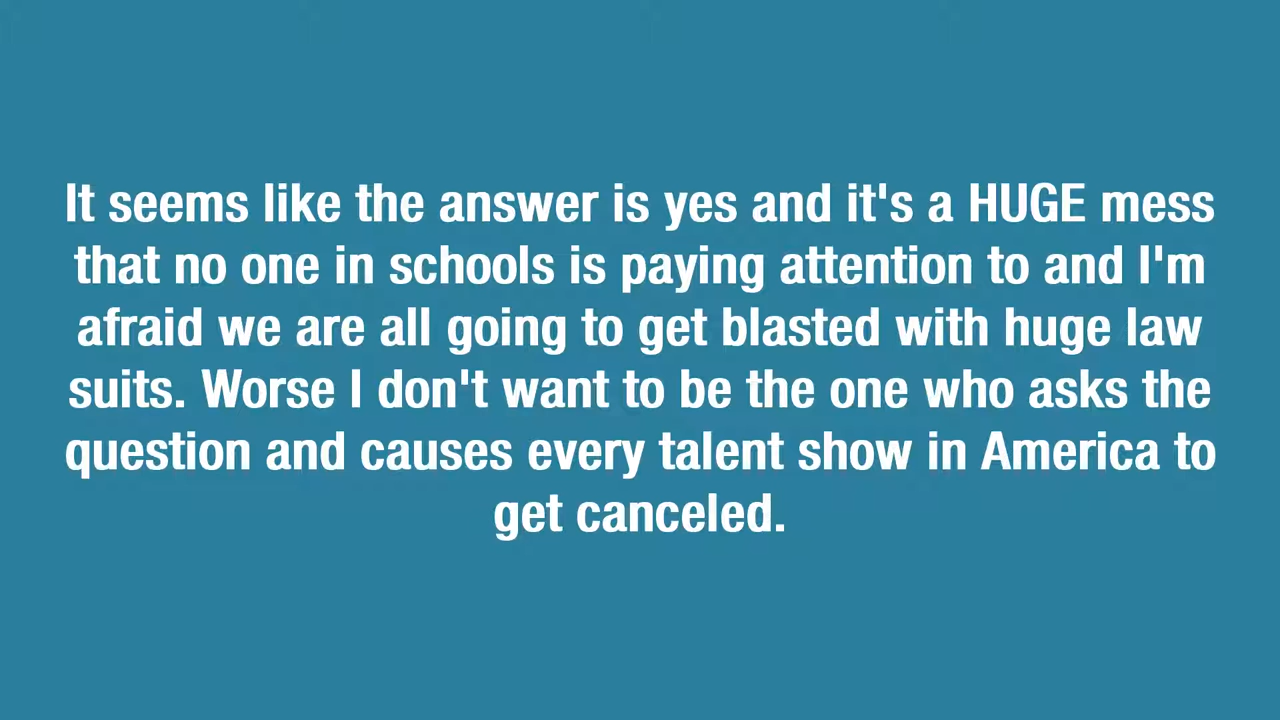 It seems like the answer is yes and it's a HUGE mess
that no one in schools is paying attention to and I'm
afraid we are all going to get blasted with huge law
suits. Worse I don't want to be the one who asks the
question and causes every talent show in America to
get canceled.